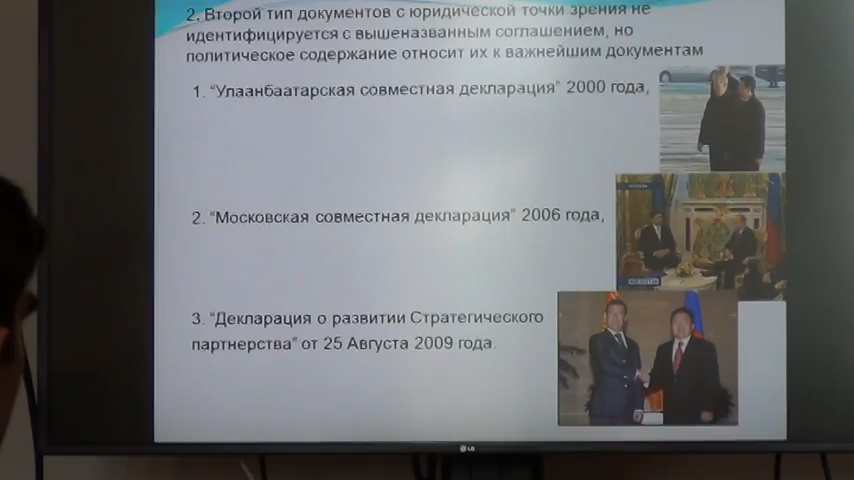 2. Второй тип документов с юридической точки зрения не
идентифицируется с вышеназванным соглашением, но
политическое содержание относит их к важнейшим документам
1. “Улаанбаатарская совместная декларация” 2000 года,
2. “Московская совместная декларация” 2006 года,
3. “Декларация о развитии Стратегического
партнерства” от 25 Августа 2009 года.
LG